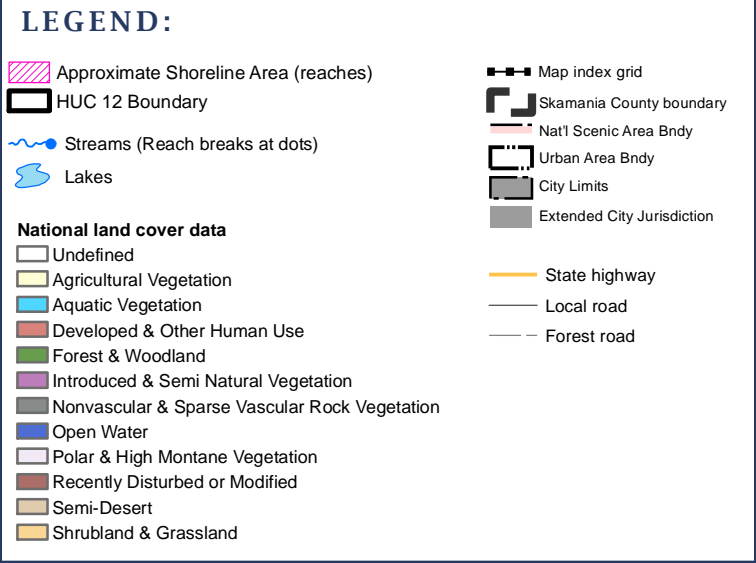 LEGEND:
Approximate Shoreline Area (reaches)
HUC 12 Boundary
Streams (Reach breaks at dots)
Lakes
National land cover data
Undefined
Agricultural Vegetation
Aquatic Vegetation
Developed & Other Human Use
Forest & Woodland
Introduced & Semi Natural Vegetation
Nonvascular & Sparse Vascular Rock Vegetation
Open Water
Polar & High Montane Vegetation
Recently Disturbed or Modified
Semi-Desert
Shrubland & Grassland
Map index grid
Skamania County boundary
Nat'l Scenic Area Bndy
Urban Area Bndy
City Limits
Extended City Jurisdiction
State highway
Local road
Forest road